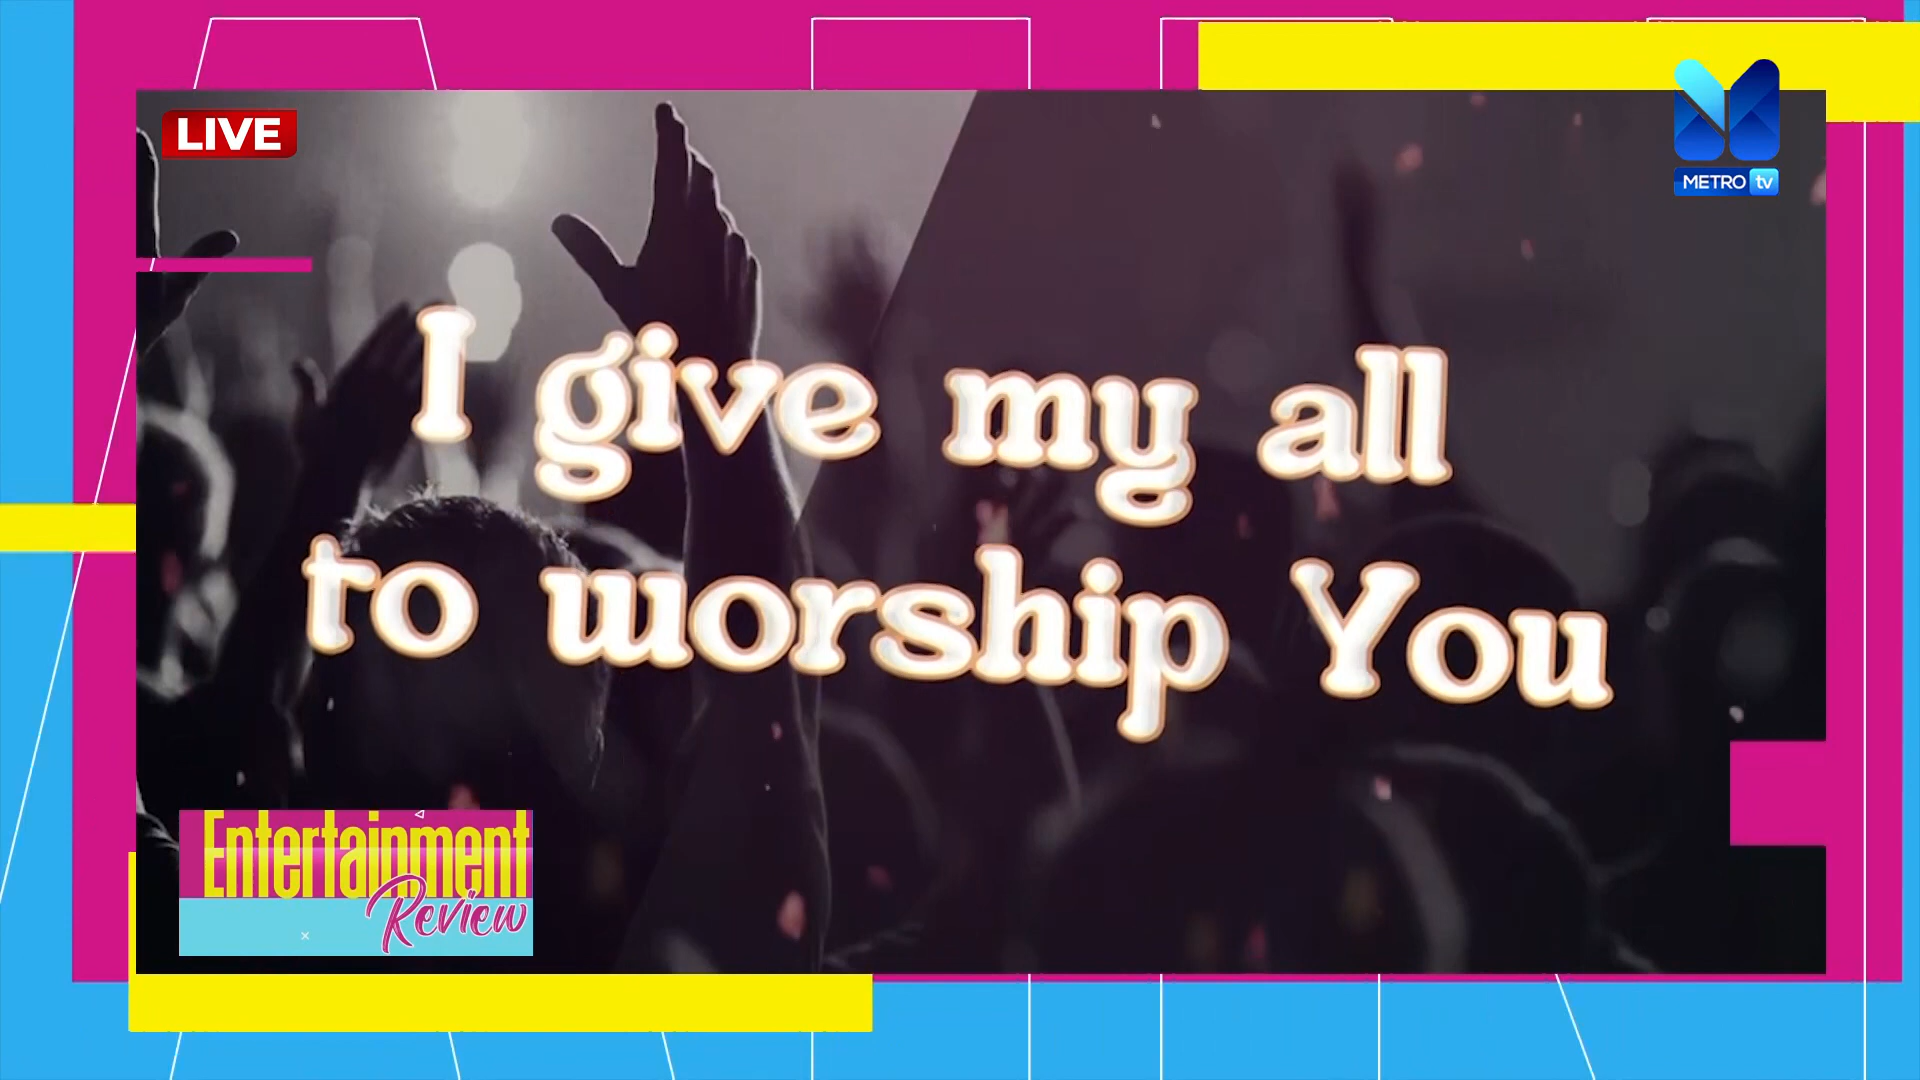 LIVE
METRO tv
I give my all
to worship You
Entertainment
Review